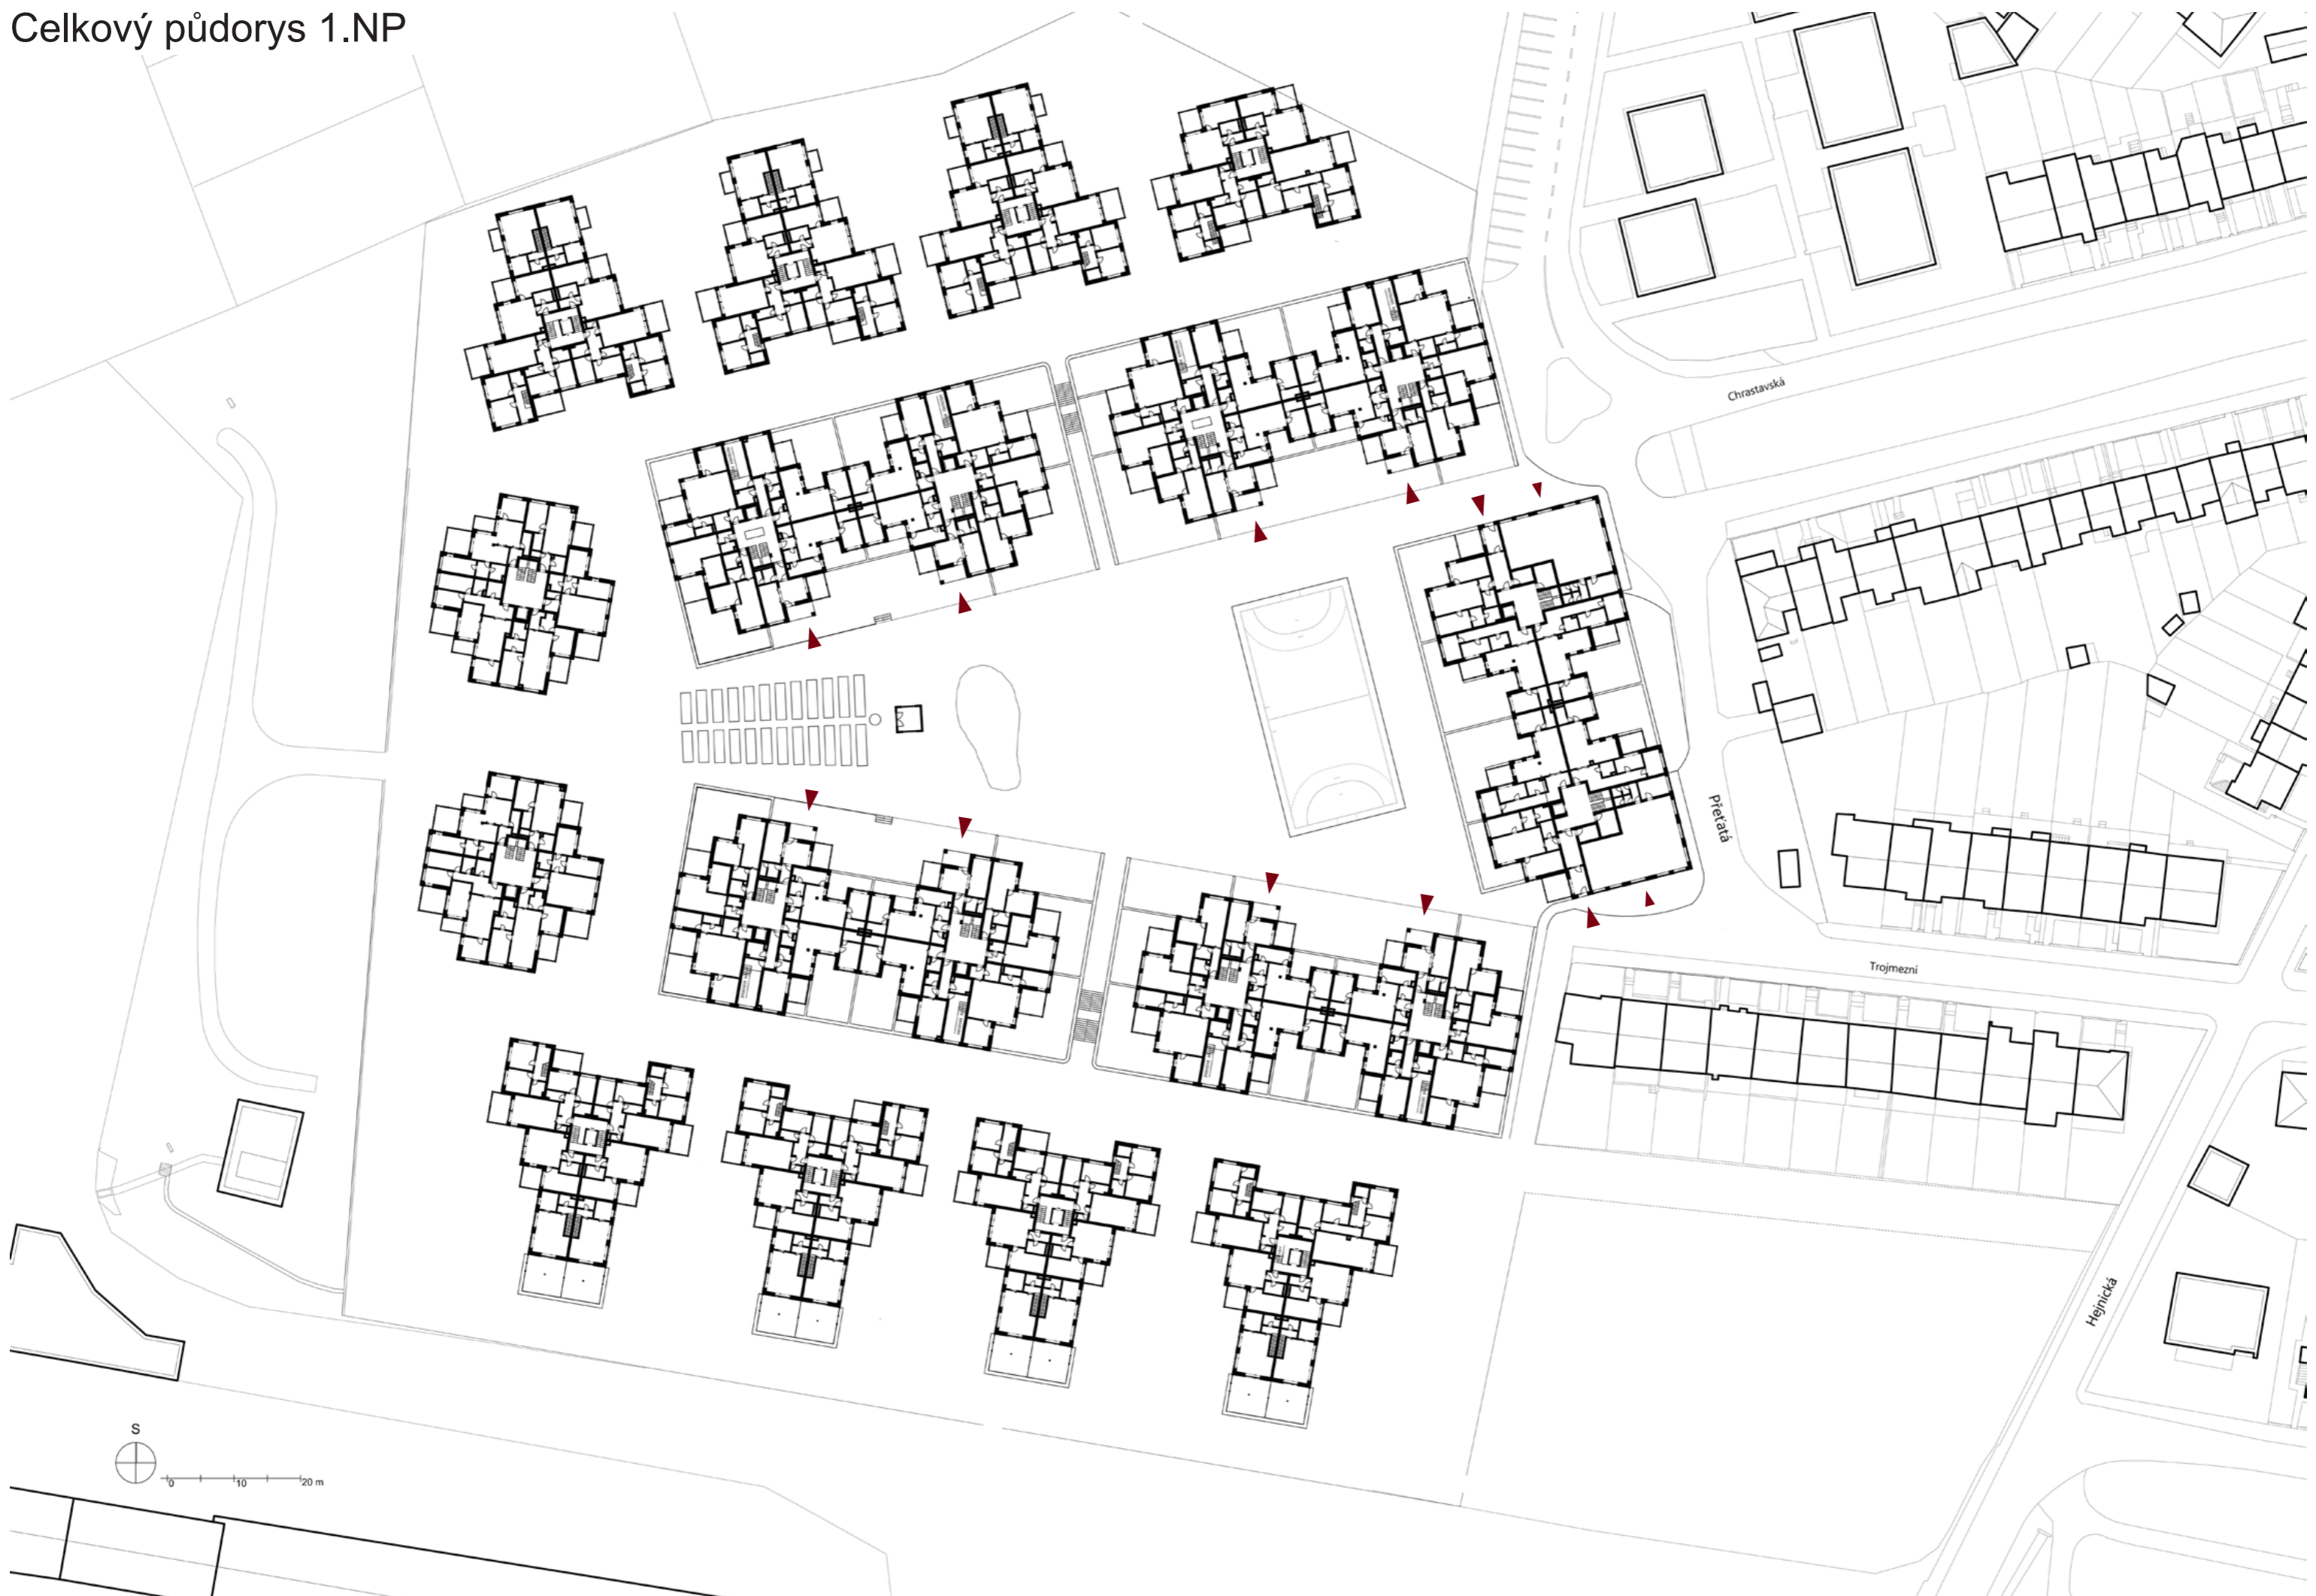 Celkový půdorys 1.NP
Chrastavská
Přeťatá
Trojmezní
Hejnická
S
0
10
20 m